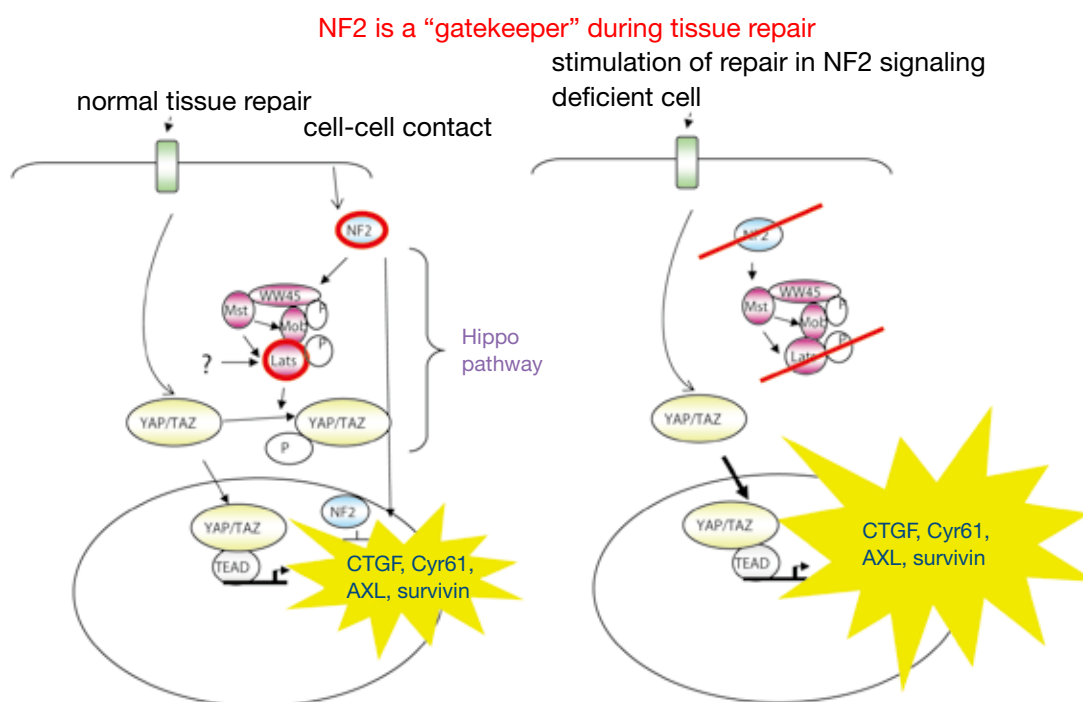 NF2 is a “gatekeeper” during tissue repair
normal tissue repair
cell-cell contact
NF2
WW45
Mst
P
Mob
P
Lats
?
Hippo
pathway
YAP/TAZ
YAP/TAZ
P
NF2
YAP/TAZ
TEAD
CTGF, Cyr61,
AXL, survivin
stimulation of repair in NF2 signaling
deficient cell
NF2
WW45
Mst
P
Mob
P
Lats
YAP/TAZ
YAP/TAZ
TEAD
CTGF, Cyr61,
AXL, survivin